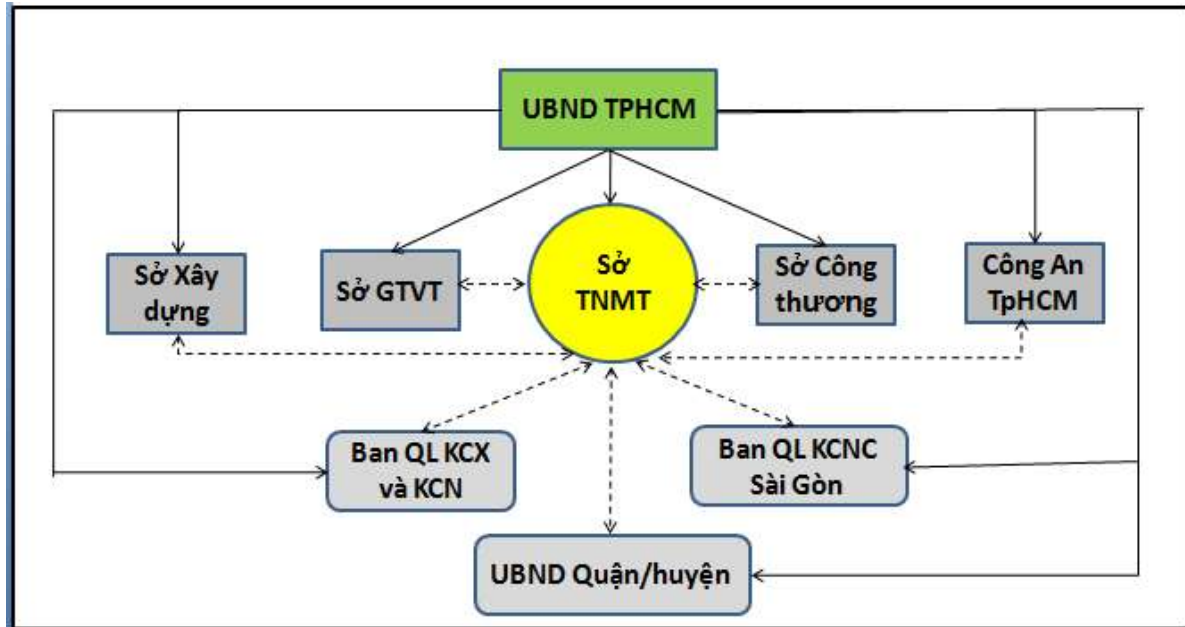 UBND TPHCM
Sở Xây
dựng
Sở GTVT
Sở
TNMT
Sở Công
thương
Công An
TpHCM
Ban QL KCX
và KCN
Ban QL KCNC
Sài Gòn
UBND Quận/huyện